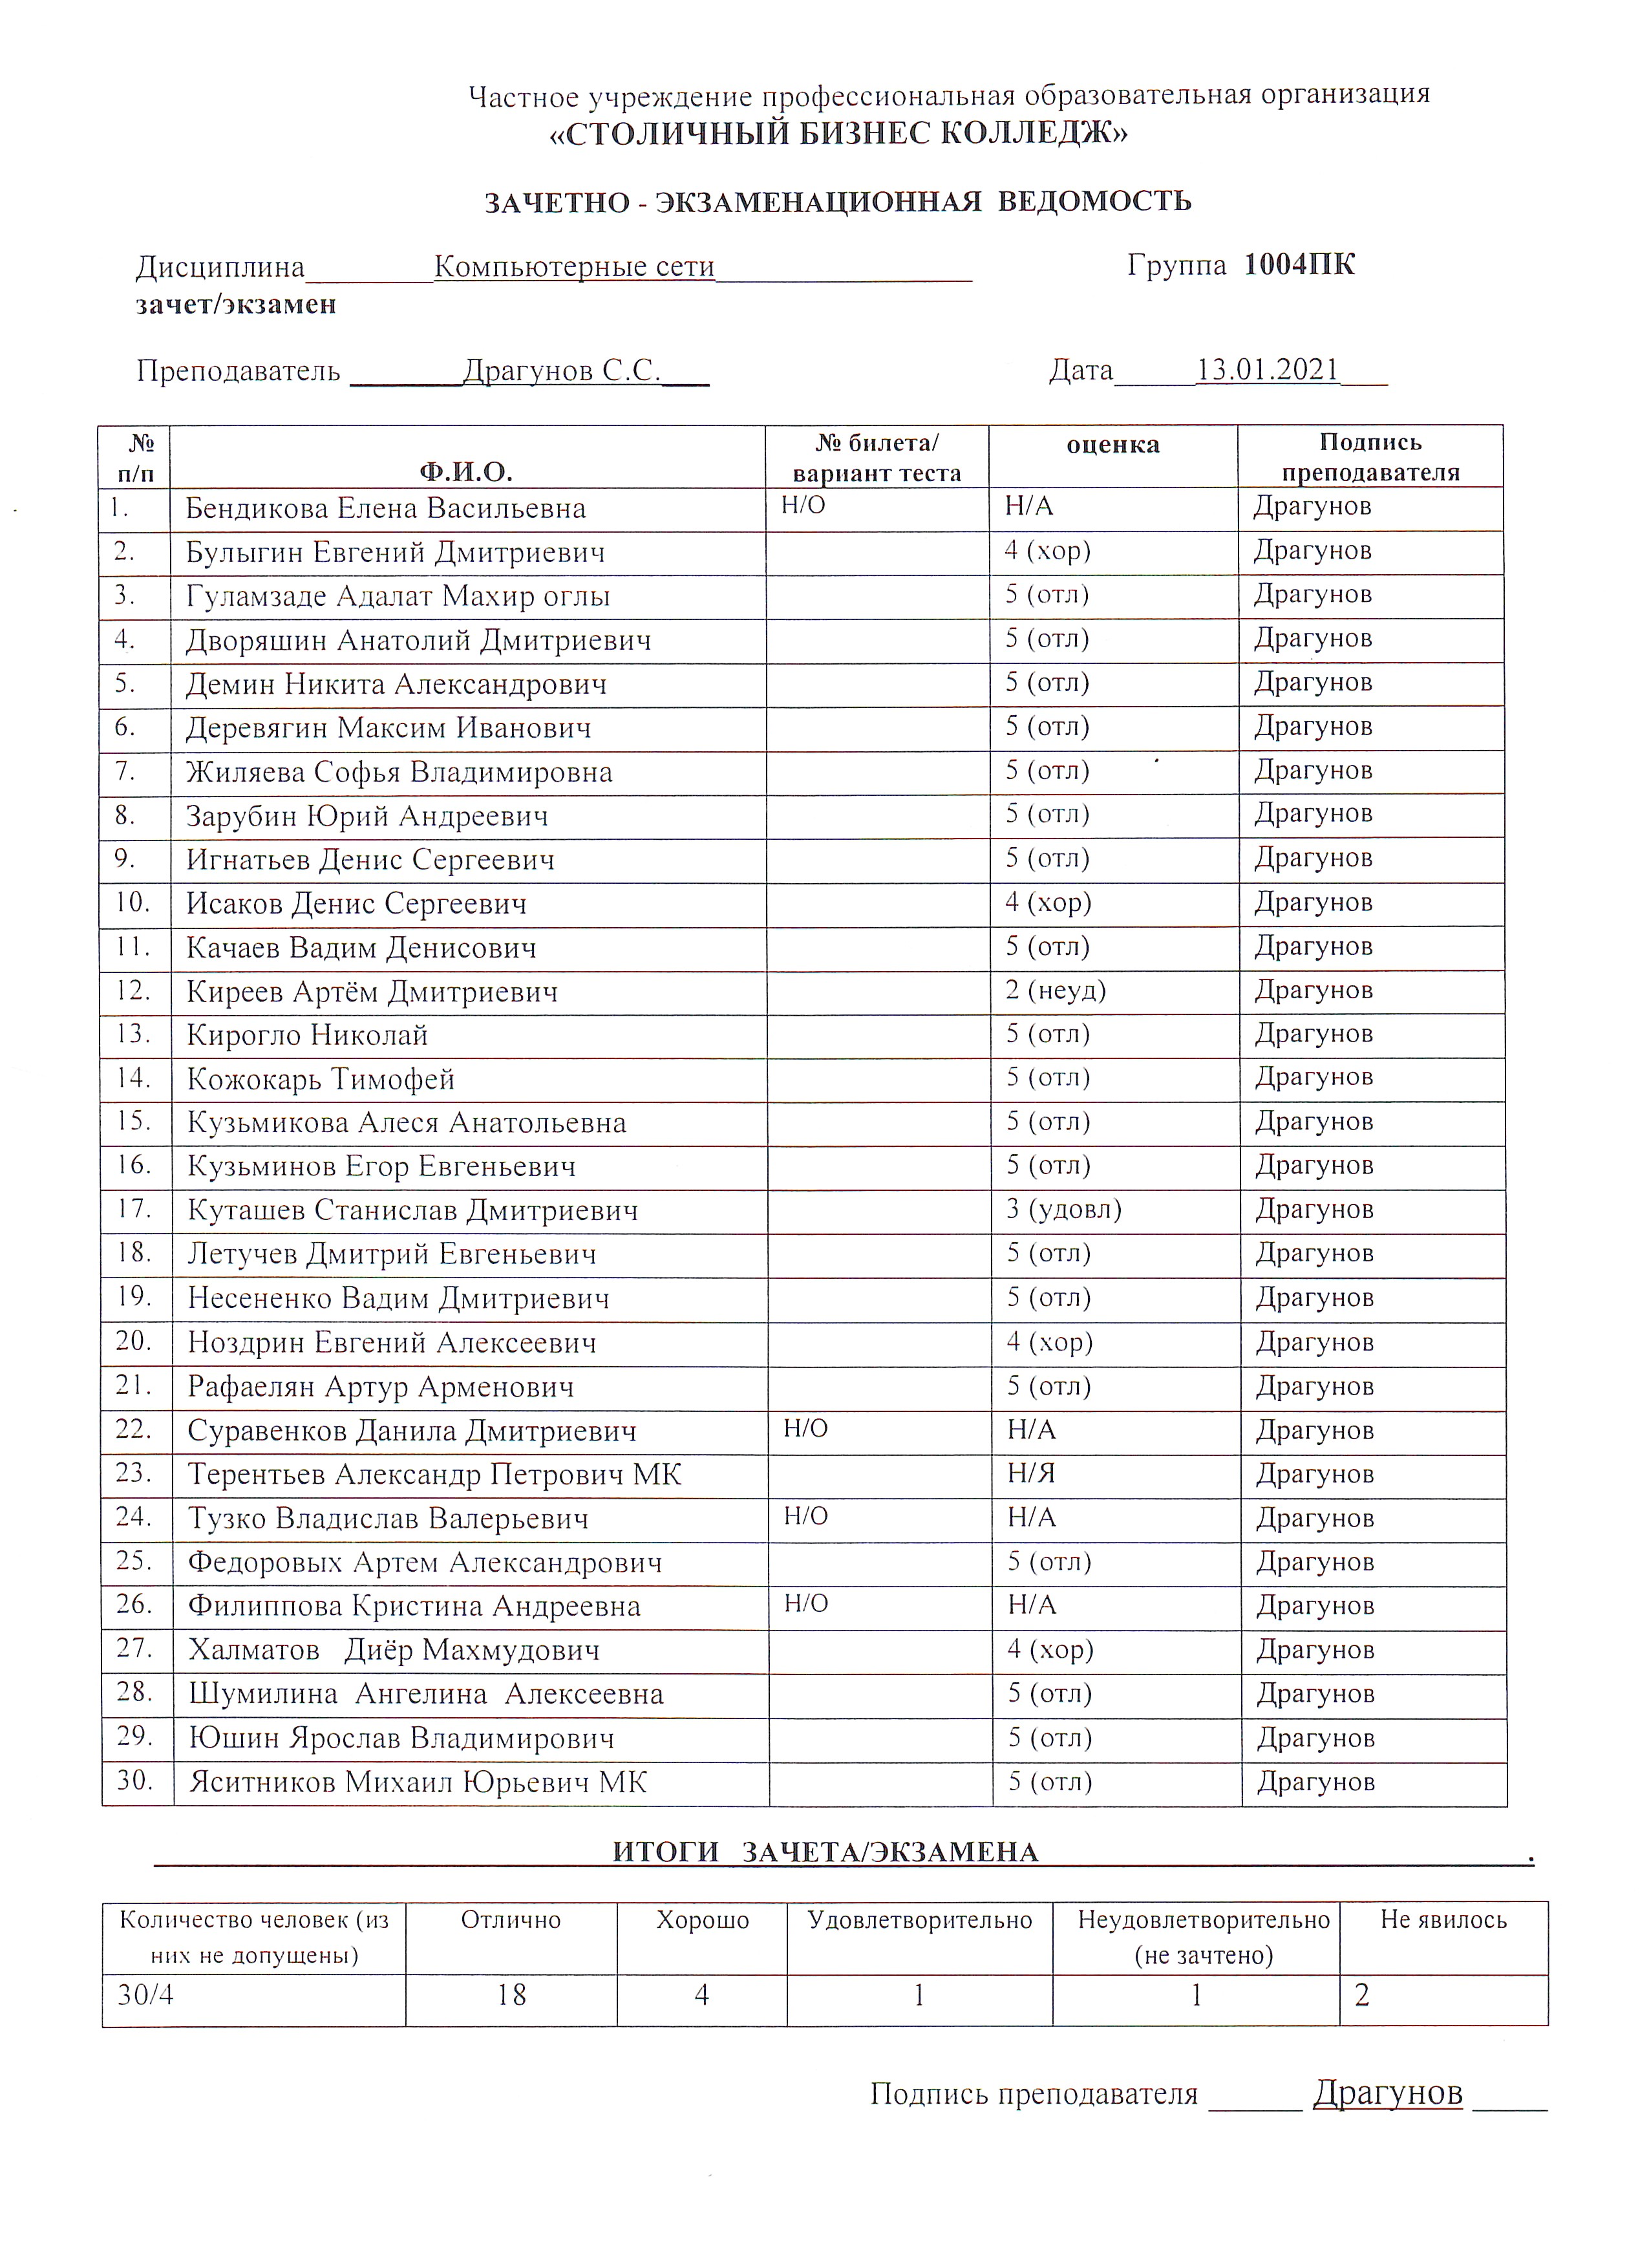 Частное учреждение профессиональная образовательная организация
«СТОЛИЧНЫЙ БИЗНЕС КОЛЛЕДЖ»
ЗАЧЕТНО - ЭКЗАМЕНАЦИОННАЯ ВЕДОМОСТЬ
Дисциплина________Компьютерные сети________________ Группа 1004ПК
зачет/экзамен
Преподаватель _______Драгунов С.С.___ Дата_____13.01.2021___
№ п/п Ф.И.О. № билета/ вариант теста оценка Подпись преподавателя
1. Бендикова Елена Васильевна Н/О Н/А Драгунов
2. Булыгин Евгений Дмитриевич 4 (хор) Драгунов
3. Гуламзаде Адалат Махир оглы 5 (отл) Драгунов
4. Дворяшин Анатолий Дмитриевич 5 (отл) Драгунов
5. Демин Никита Александрович 5 (отл) Драгунов
6. Деревягин Максим Иванович 5 (отл) Драгунов
7. Жиляева Софья Владимировна 5 (отл) Драгунов
8. Зарубин Юрий Андреевич 5 (отл) Драгунов
9. Игнатьев Денис Сергеевич 5 (отл) Драгунов
10. Исаков Денис Сергеевич 4 (хор) Драгунов
11. Качаев Вадим Денисович 5 (отл) Драгунов
12. Киреев Артём Дмитриевич 2 (неуд) Драгунов
13. Кирогло Николай 5 (отл) Драгунов
14. Кожокарь Тимофей 5 (отл) Драгунов
15. Кузьмикова Алеся Анатольевна 5 (отл) Драгунов
16. Кузьминов Егор Евгеньевич 5 (отл) Драгунов
17. Куташев Станислав Дмитриевич 3 (удовл) Драгунов
18. Летучев Дмитрий Евгеньевич 5 (отл) Драгунов
19. Несененко Вадим Дмитриевич 5 (отл) Драгунов
20. Ноздрин Евгений Алексеевич 4 (хор) Драгунов
21. Рафаелян Артур Арменович 5 (отл) Драгунов
22. Суравенков Данила Дмитриевич Н/О Н/А Драгунов
23. Терентьев Александр Петрович МК Н/Я Драгунов
24. Тузко Владислав Валерьевич Н/О Н/А Драгунов
25. Федоровых Артем Александрович 5 (отл) Драгунов
26. Филиппова Кристина Андреевна Н/О Н/А Драгунов
27. Халматов Диёр Махмудович 4 (хор) Драгунов
28. Шумилина Ангелина Алексеевна 5 (отл) Драгунов
29. Юшин Ярослав Владимирович 5 (отл) Драгунов
30. Яситников Михаил Юрьевич МК 5 (отл) Драгунов
ИТОГИ ЗАЧЕТА/ЭКЗАМЕНА .
Количество человек (из них не допущены) Отлично Хорошо Удовлетворительно Неудовлетворительно (не зачтено) Не явилось
30/4 18 4 1 1 2
Подпись преподавателя ______ Драгунов _____